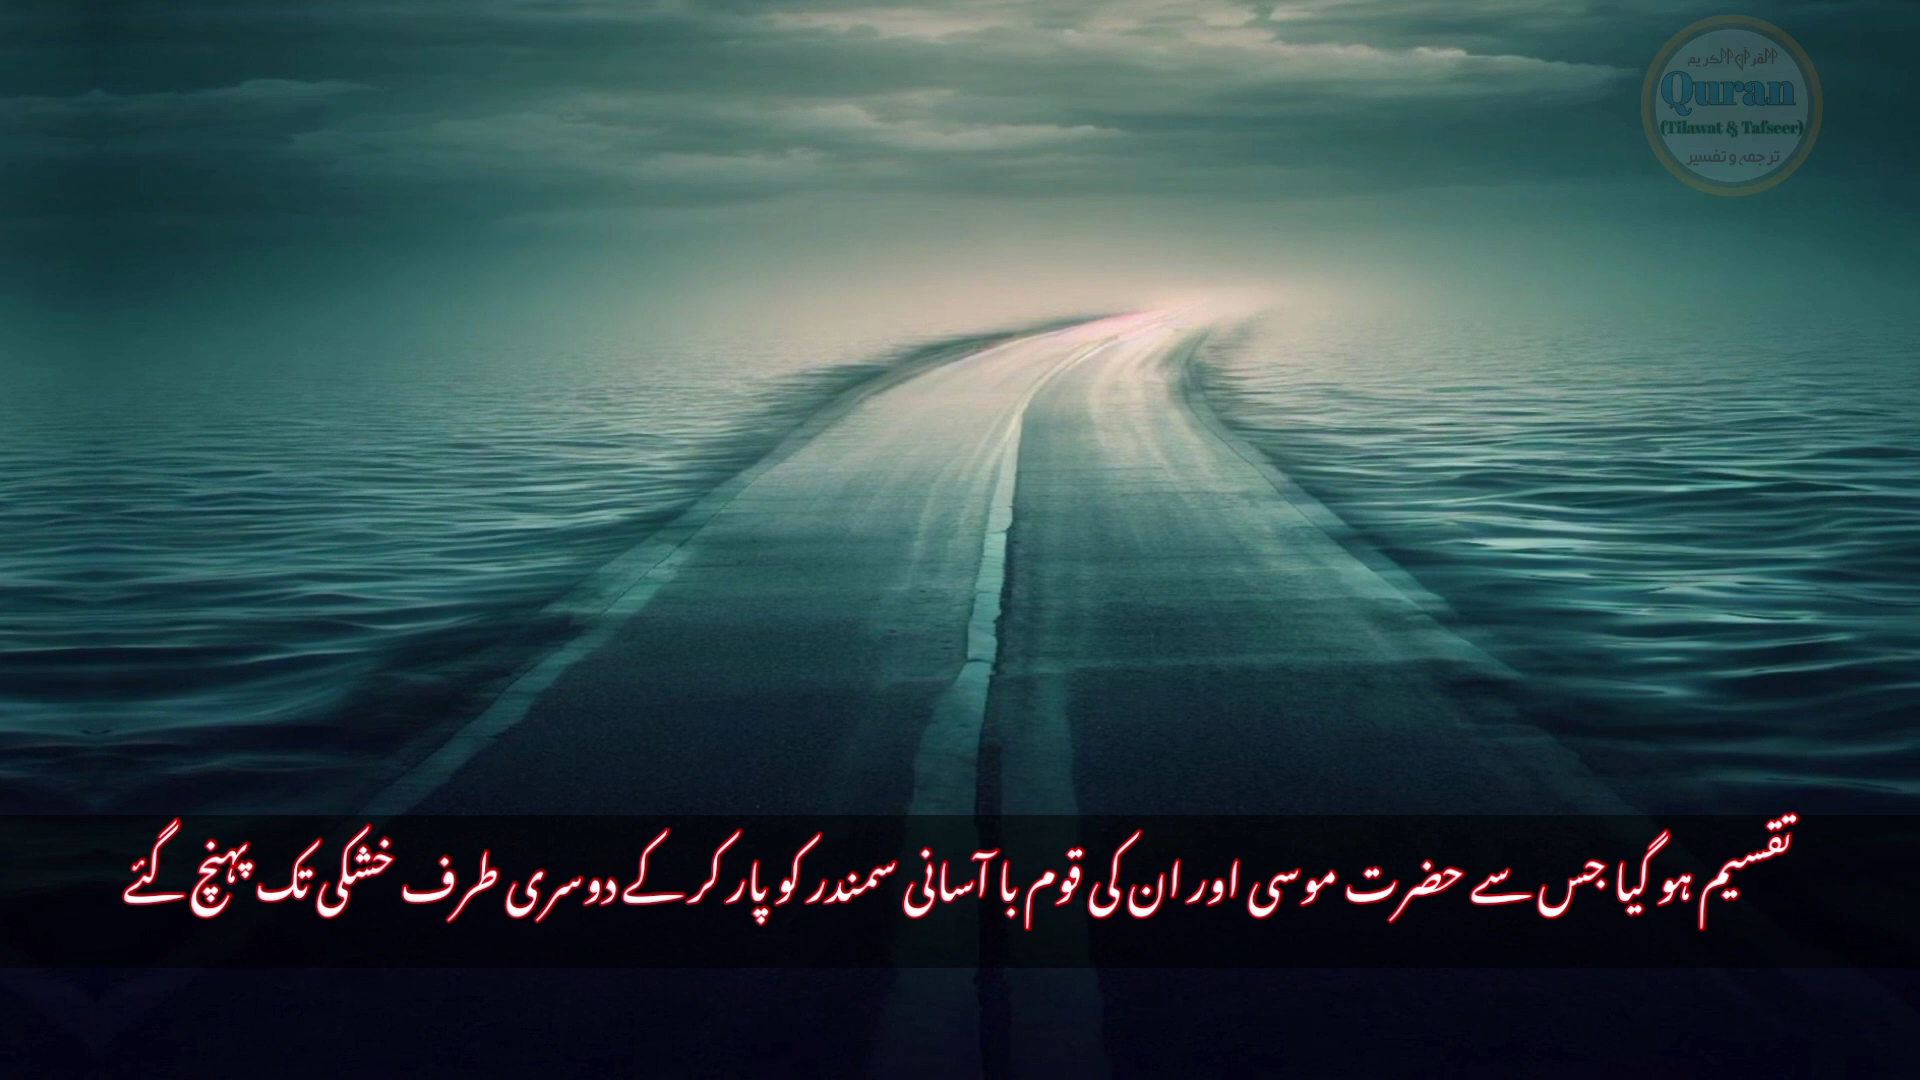 القرآن الكريم
Quran
(Tilawat & Tafseer)
ترجمہ و تفسیر
تقسیم ہو گیا جس سے حضرت موسی اور ان کی قوم با آسانی سمندر کو پار کر کے دوسری طرف خشکی تک پہنچ گئے